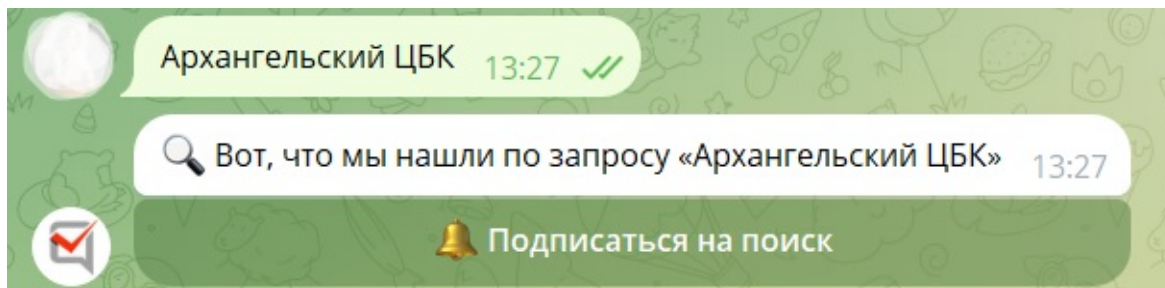 Архангельский ЦБК 13:27
🔍 Вот, что мы нашли по запросу «Архангельский ЦБК» 13:27
🔔 Подписаться на поиск